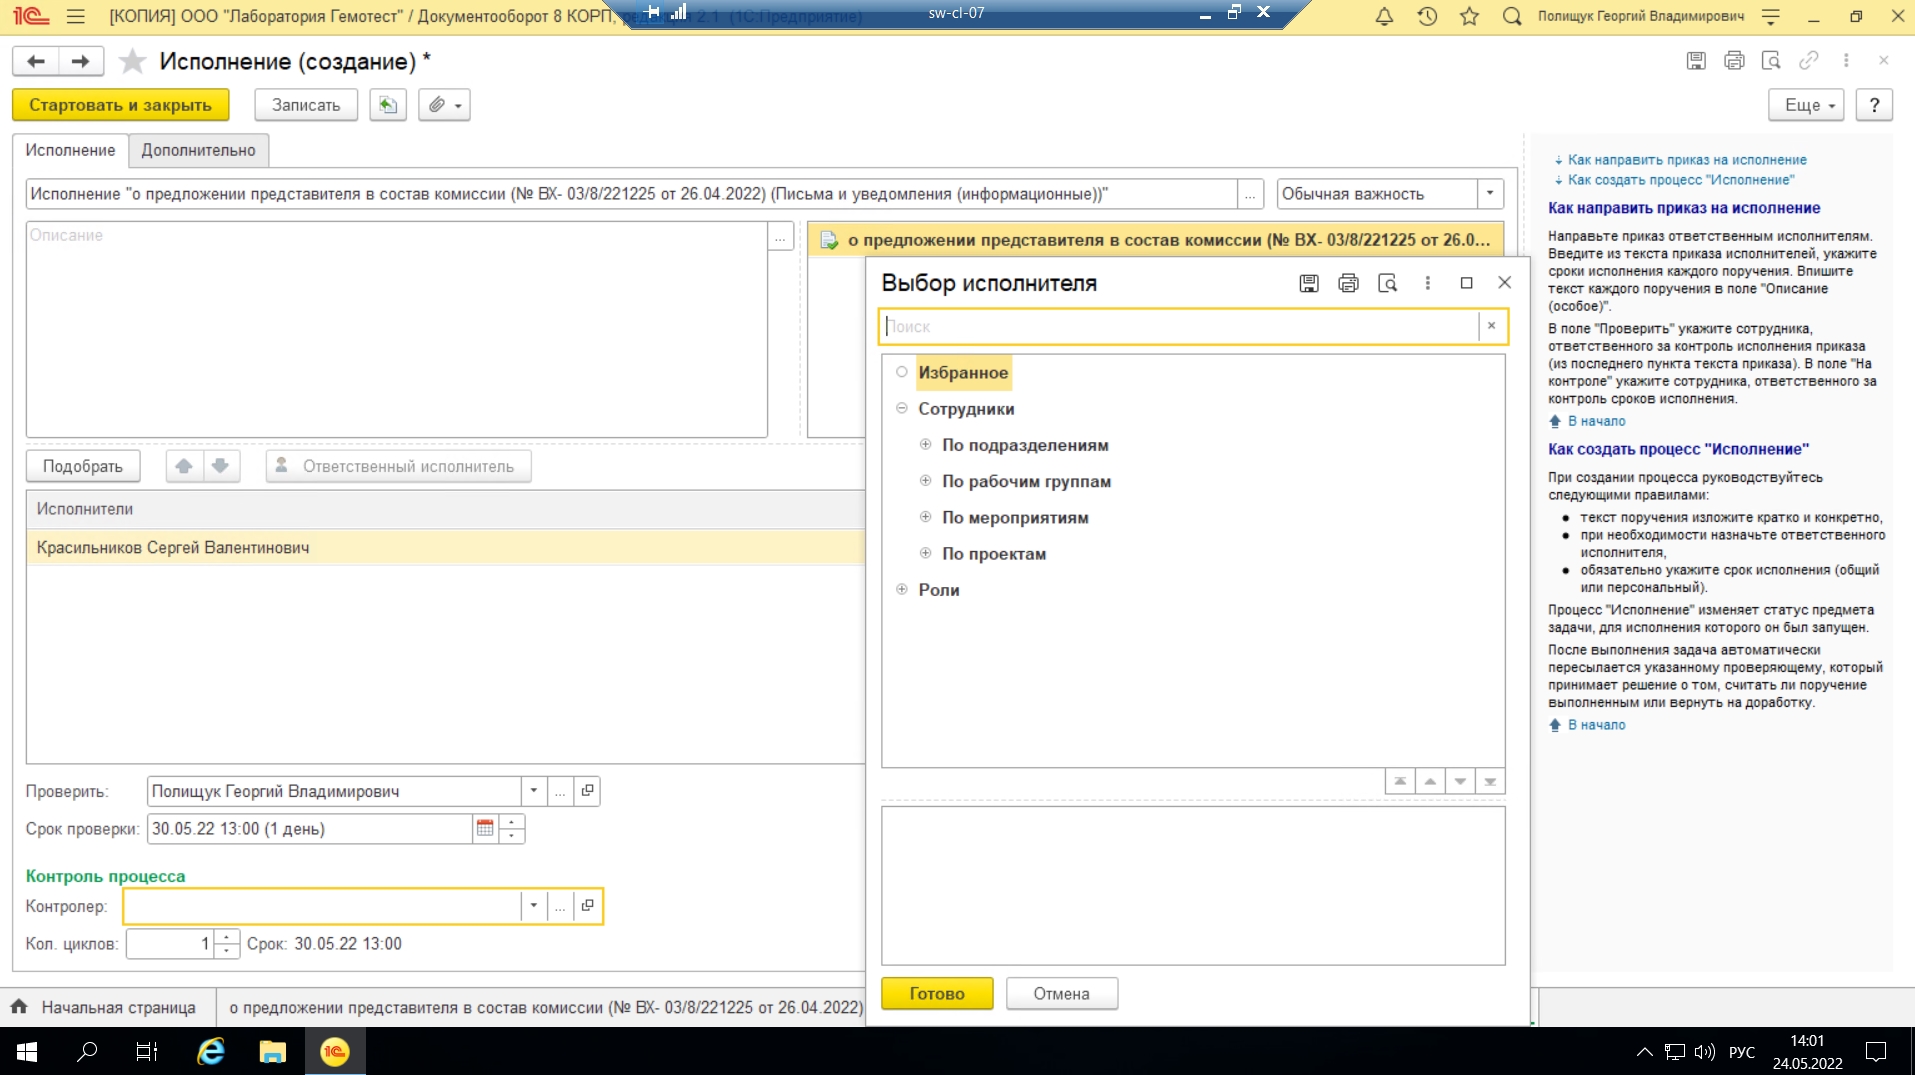 [КОПИЯ] ООО "Лаборатория Гемотест" / Документооборот 8 КОРП, редакция 2.1 (1С:Предприятие)
sw-cl-07
Полищук Георгий Владимирович
Исполнение (создание) *
Стартовать и закрыть
Записать
Еще
?
Исполнение
Дополнительно
Исполнение "о предложении представителя в состав комиссии (№ ВХ- 03/8/221225 от 26.04.2022) (Письма и уведомления (информационные))"
...
Обычная важность
Описание
...
о предложении представителя в состав комиссии (№ ВХ- 03/8/221225 от 26.0...
Подобрать
Ответственный исполнитель
Исполнители
Красильников Сергей Валентинович
Проверить:
Полищук Георгий Владимирович
...
Срок проверки:
30.05.22 13:00 (1 день)
Контроль процесса
Контролер:
...
Кол. циклов:
1
Срок: 30.05.22 13:00
Выбор исполнителя
Поиск
×
Избранное
Сотрудники
По подразделениям
По рабочим группам
По мероприятиям
По проектам
Роли
Готово
Отмена
Как направить приказ на исполнение
Как создать процесс "Исполнение"
Как направить приказ на исполнение
Направьте приказ ответственным исполнителям.
Введите из текста приказа исполнителей, укажите
сроки исполнения каждого поручения. Впишите
текст каждого поручения в поле "Описание
(особое)".
В поле "Проверить" укажите сотрудника,
ответственного за контроль исполнения приказа
(из последнего пункта текста приказа). В поле "На
контроле" укажите сотрудника, ответственного за
контроль сроков исполнения.
В начало
Как создать процесс "Исполнение"
При создании процесса руководствуйтесь
следующими правилами:
● текст поручения изложите кратко и конкретно,
● при необходимости назначьте ответственного
исполнителя,
● обязательно укажите срок исполнения (общий
или персональный).
Процесс "Исполнение" изменяет статус предмета
задачи, для исполнения которого он был запущен.
После выполнения задача автоматически
пересылается указанному проверяющему, который
принимает решение о том, считать ли поручение
выполненным или вернуть на доработку.
В начало
Начальная страница
о предложении представителя в состав комиссии (№ ВХ- 03/8/221225 от 26.04.2022)
РУС
14:01
24.05.2022